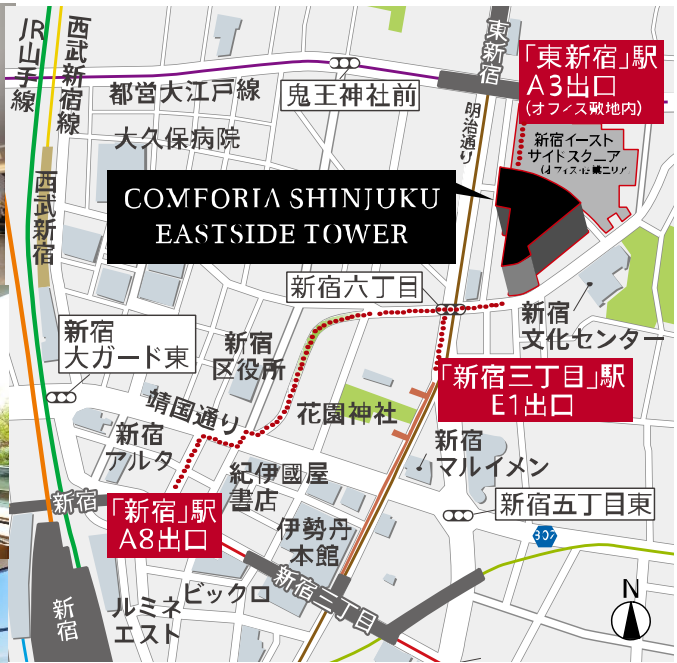 JR山手線
西武新宿線
東新宿
「東新宿」駅
A3出口
(オフィス敷地内)
都営大江戸線
鬼王神社前
明治通り
大久保病院
新宿イースト
サイドスクエア
西武新宿
COMFORIA SHINJUKU
EASTSIDE TOWER
新宿六丁目
新宿
文化センター
新宿
大ガード東
新宿
区役所
「新宿三丁目」駅
E1出口
靖国通り
花園神社
新宿
アルタ
新宿
マルイメン
紀伊國屋
書店
新宿
「新宿」駅
A8出口
新宿五丁目東
伊勢丹
本館
302
ビックロ
新宿三丁目
新宿
ルミネ
エスト
N